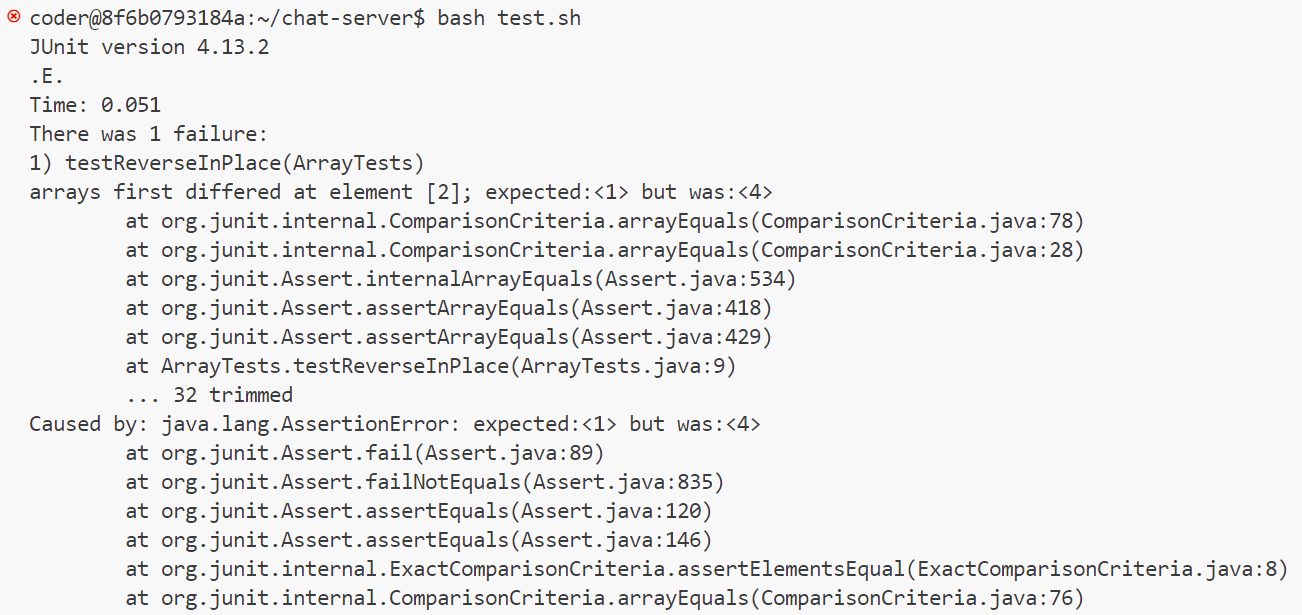 coder@8f6b0793184a:~/chat-server$ bash test.sh
JUnit version 4.13.2
.E.
Time: 0.051
There was 1 failure:
1) testReverseInPlace(ArrayTests)
arrays first differed at element [2]; expected:<1> but was:<4>
        at org.junit.internal.ComparisonCriteria.arrayEquals(ComparisonCriteria.java:78)
        at org.junit.internal.ComparisonCriteria.arrayEquals(ComparisonCriteria.java:28)
        at org.junit.Assert.internalArrayEquals(Assert.java:534)
        at org.junit.Assert.assertArrayEquals(Assert.java:418)
        at org.junit.Assert.assertArrayEquals(Assert.java:429)
        at ArrayTests.testReverseInPlace(ArrayTests.java:9)
        ... 32 trimmed
Caused by: java.lang.AssertionError: expected:<1> but was:<4>
        at org.junit.Assert.fail(Assert.java:89)
        at org.junit.Assert.failNotEquals(Assert.java:835)
        at org.junit.Assert.assertEquals(Assert.java:120)
        at org.junit.Assert.assertEquals(Assert.java:146)
        at org.junit.internal.ExactComparisonCriteria.assertElementsEqual(ExactComparisonCriteria.java:8)
        at org.junit.internal.ComparisonCriteria.arrayEquals(ComparisonCriteria.java:76)